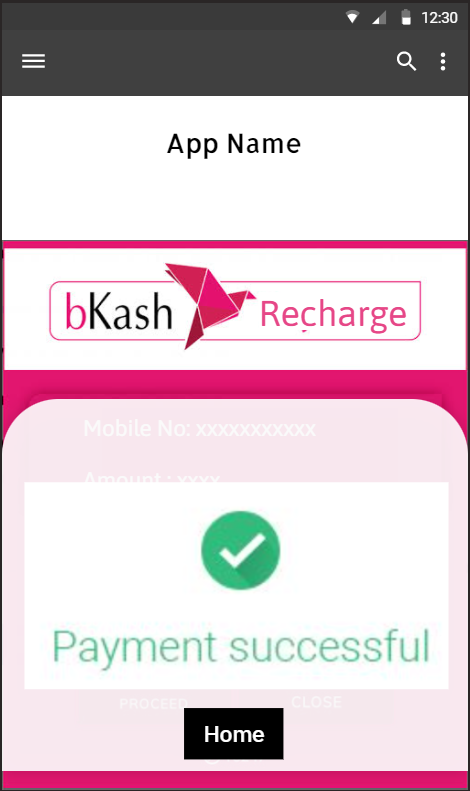 12:30
App Name
bKash Recharge
Mobile No: xxxxxxxxxxx
Amount : xxxx
Payment successful
PROCEED CLOSE
Home